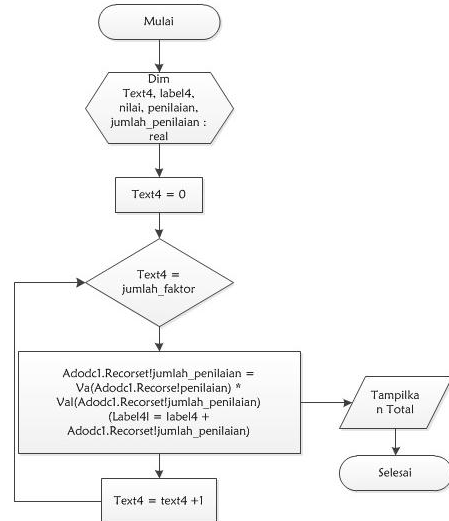 Mulai
Dim
Text4, label4,
nilai, penilaian,
jumlah_penilaian :
real
Text4 = 0
Text4 =
jumlah_faktor
Adodc1.Recorset!jumlah_penilaian =
Va(Adodc1.Recorse!penilaian) *
Val(Adodc1.Recorset!jumlah_penilaian)
(Label4l = label4 +
Adodc1.Recorset!jumlah_penilaian)
Tampilka
n Total
Selesai
Text4 = text4 +1